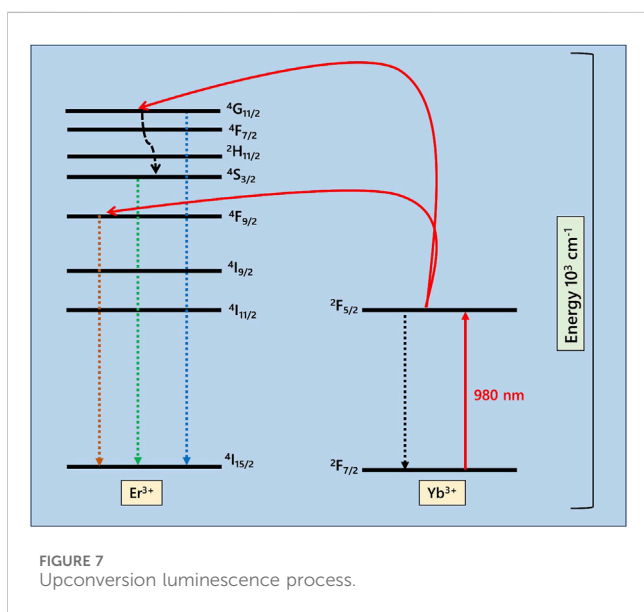 ⁴G₁₁/₂
⁴F₇/₂
²H₁₁/₂
⁴S₃/₂
⁴F₉/₂
⁴I₉/₂
⁴I₁₁/₂
⁴I₁₅/₂
Er³⁺
²F₅/₂
980 nm
²F₇/₂
Yb³⁺
Energy 10³ cm⁻¹
FIGURE 7
Upconversion luminescence process.